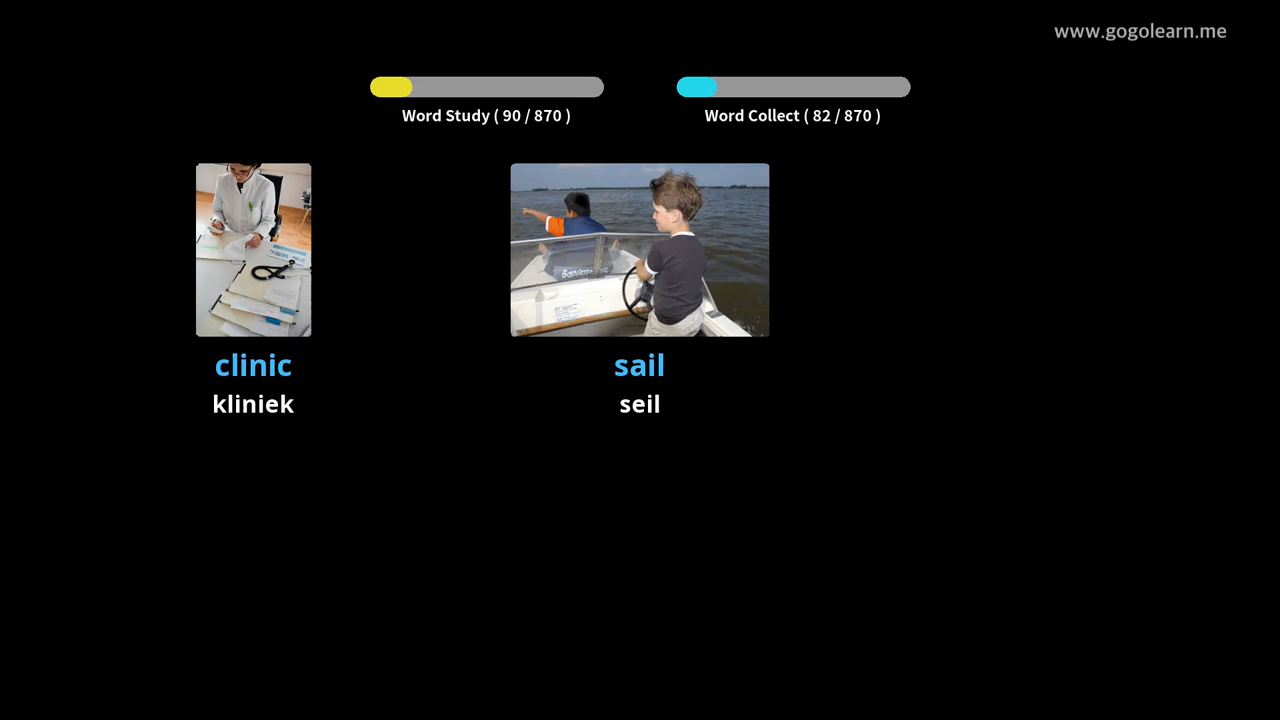 www.gogolearn.me
Word Study ( 90 / 870 )
Word Collect ( 82 / 870 )
clinic
kliniek
sail
seil